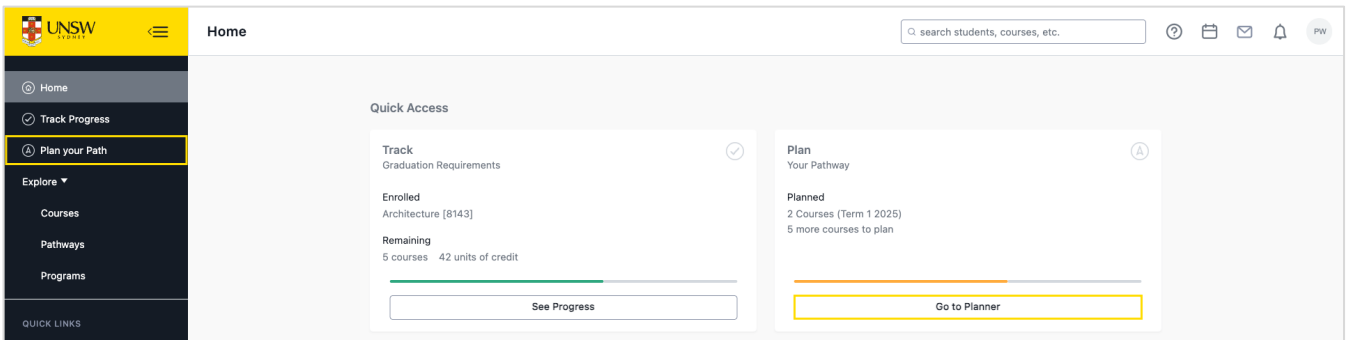 UNSW
SYDNEY
Home
search students, courses, etc.
PW
Home
Track Progress
Plan your Path
Explore
Courses
Pathways
Programs
QUICK LINKS
Quick Access
Track
Graduation Requirements
Enrolled
Architecture [8143]
Remaining
5 courses 42 units of credit
See Progress
Plan
Your Pathway
Planned
2 Courses (Term 1 2025)
5 more courses to plan
Go to Planner